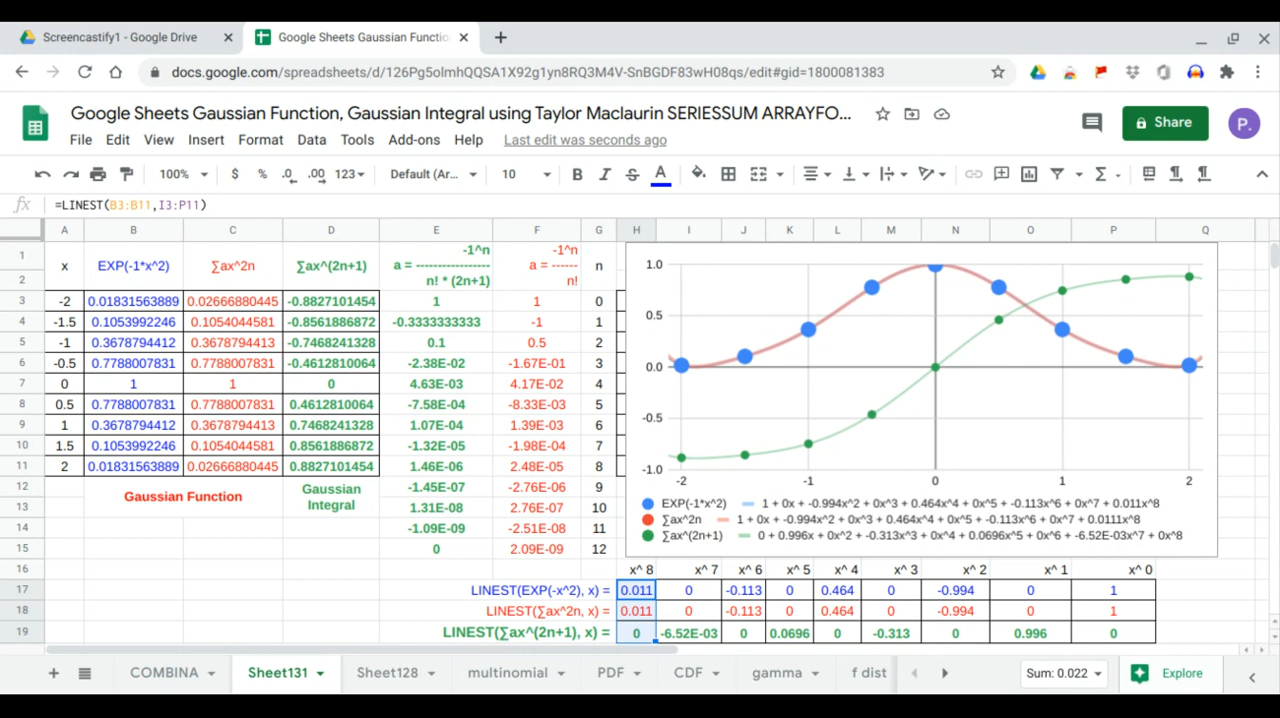 Screencastify1 - Google Drive
Google Sheets Gaussian Functio
docs.google.com/spreadsheets/d/126Pg5olmhQQSA1X92g1yn8RQ3M4V-SnBGDF83wH08qs/edit#gid=1800081383
Google Sheets Gaussian Function, Gaussian Integral using Taylor Maclaurin SERIESSUM ARRAYFO...
Share
P.
File Edit View Insert Format Data Tools Add-ons Help Last edit was seconds ago
100% $ % .0 .00 123 Default (Ar... 10 B I S A Σ
fx =LINEST(B3:B11,I3:P11)
A B C D E F G H I J K L M N O P Q
1 2 x EXP(-1*x^2) ∑ax^2n ∑ax^(2n+1) -1^n a = ----------------- n! * (2n+1) -1^n a = ------ n! n
3 -2 0.01831563889 0.02666880445 -0.8827101454 1 1 0
4 -1.5 0.1053992246 0.1054044581 -0.8561886872 -0.3333333333 -1 1
5 -1 0.3678794412 0.3678794413 -0.7468241328 0.1 0.5 2
6 -0.5 0.7788007831 0.7788007831 -0.4612810064 -2.38E-02 -1.67E-01 3
7 0 1 1 0 4.63E-03 4.17E-02 4
8 0.5 0.7788007831 0.7788007831 0.4612810064 -7.58E-04 -8.33E-03 5
9 1 0.3678794412 0.3678794413 0.7468241328 1.07E-04 1.39E-03 6
10 1.5 0.1053992246 0.1054044581 0.8561886872 -1.32E-05 -1.98E-04 7
11 2 0.01831563889 0.02666880445 0.8827101454 1.46E-06 2.48E-05 8
12 -1.45E-07 -2.76E-06 9
Gaussian Function
Gaussian
Integral
13 1.31E-08 2.76E-07 10
14 -1.09E-09 -2.51E-08 11
15 0 2.09E-09 12
1.0
0.5
0.0
-0.5
-1.0
-2 -1 0 1 2
EXP(-1*x^2) 1 + 0x + -0.994x^2 + 0x^3 + 0.464x^4 + 0x^5 + -0.113x^6 + 0x^7 + 0.011x^8
∑ax^2n 1 + 0x + -0.994x^2 + 0x^3 + 0.464x^4 + 0x^5 + -0.113x^6 + 0x^7 + 0.0111x^8
∑ax^(2n+1) 0 + 0.996x + 0x^2 + -0.313x^3 + 0x^4 + 0.0696x^5 + 0x^6 + -6.52E-03x^7 + 0x^8
16 x^ 8 x^ 7 x^ 6 x^ 5 x^ 4 x^ 3 x^ 2 x^ 1 x^ 0
17 LINEST(EXP(-x^2), x) = 0.011 0 -0.113 0 0.464 0 -0.994 0 1
18 LINEST(∑ax^2n, x) = 0.011 0 -0.113 0 0.464 0 -0.994 0 1
19 LINEST(∑ax^(2n+1), x) = 0 -6.52E-03 0 0.0696 0 -0.313 0 0.996 0
COMBINA Sheet131 Sheet128 multinomial PDF CDF gamma f dist Sum: 0.022 Explore